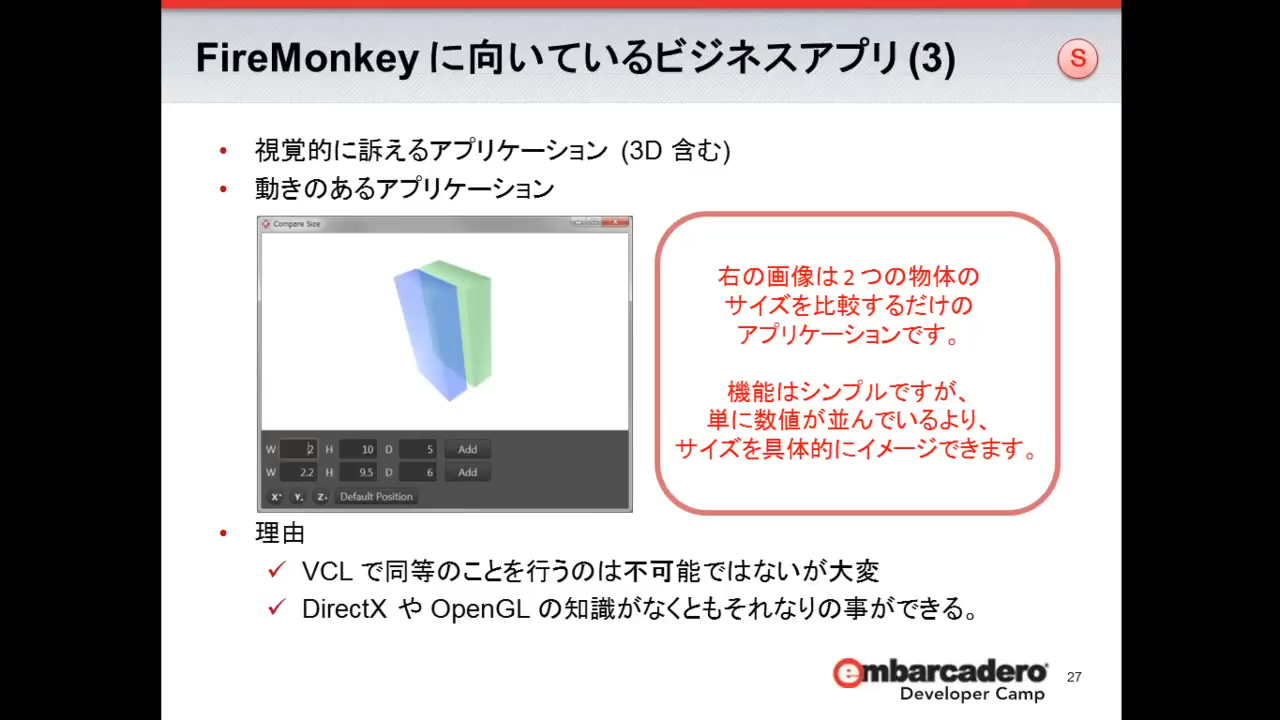 FireMonkey に向いているビジネスアプリ (3)
S
• 視覚的に訴えるアプリケーション (3D 含む)
• 動きのあるアプリケーション
Compare Size
W 2 H 10 D 5 Add
W 2.2 H 9.5 D 6 Add
X Y Z Default Position
右の画像は 2 つの物体の
サイズを比較するだけの
アプリケーションです。
機能はシンプルですが、
単に数値が並んでいるより、
サイズを具体的にイメージできます。
• 理由
✓ VCL で同等のことを行うのは不可能ではないが大変
✓ DirectX や OpenGL の知識がなくともそれなりの事ができる。
embarcadero
Developer Camp
27